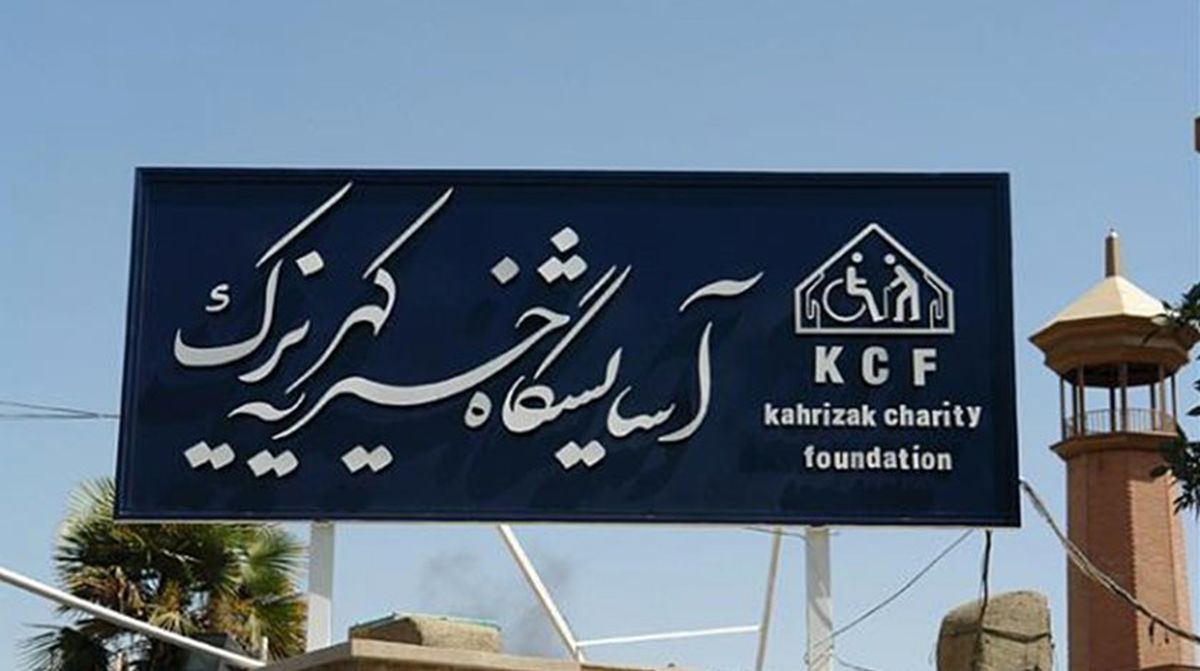 آسایشگاه خیریه کهریزک
KCF
kahrizak charity
foundation